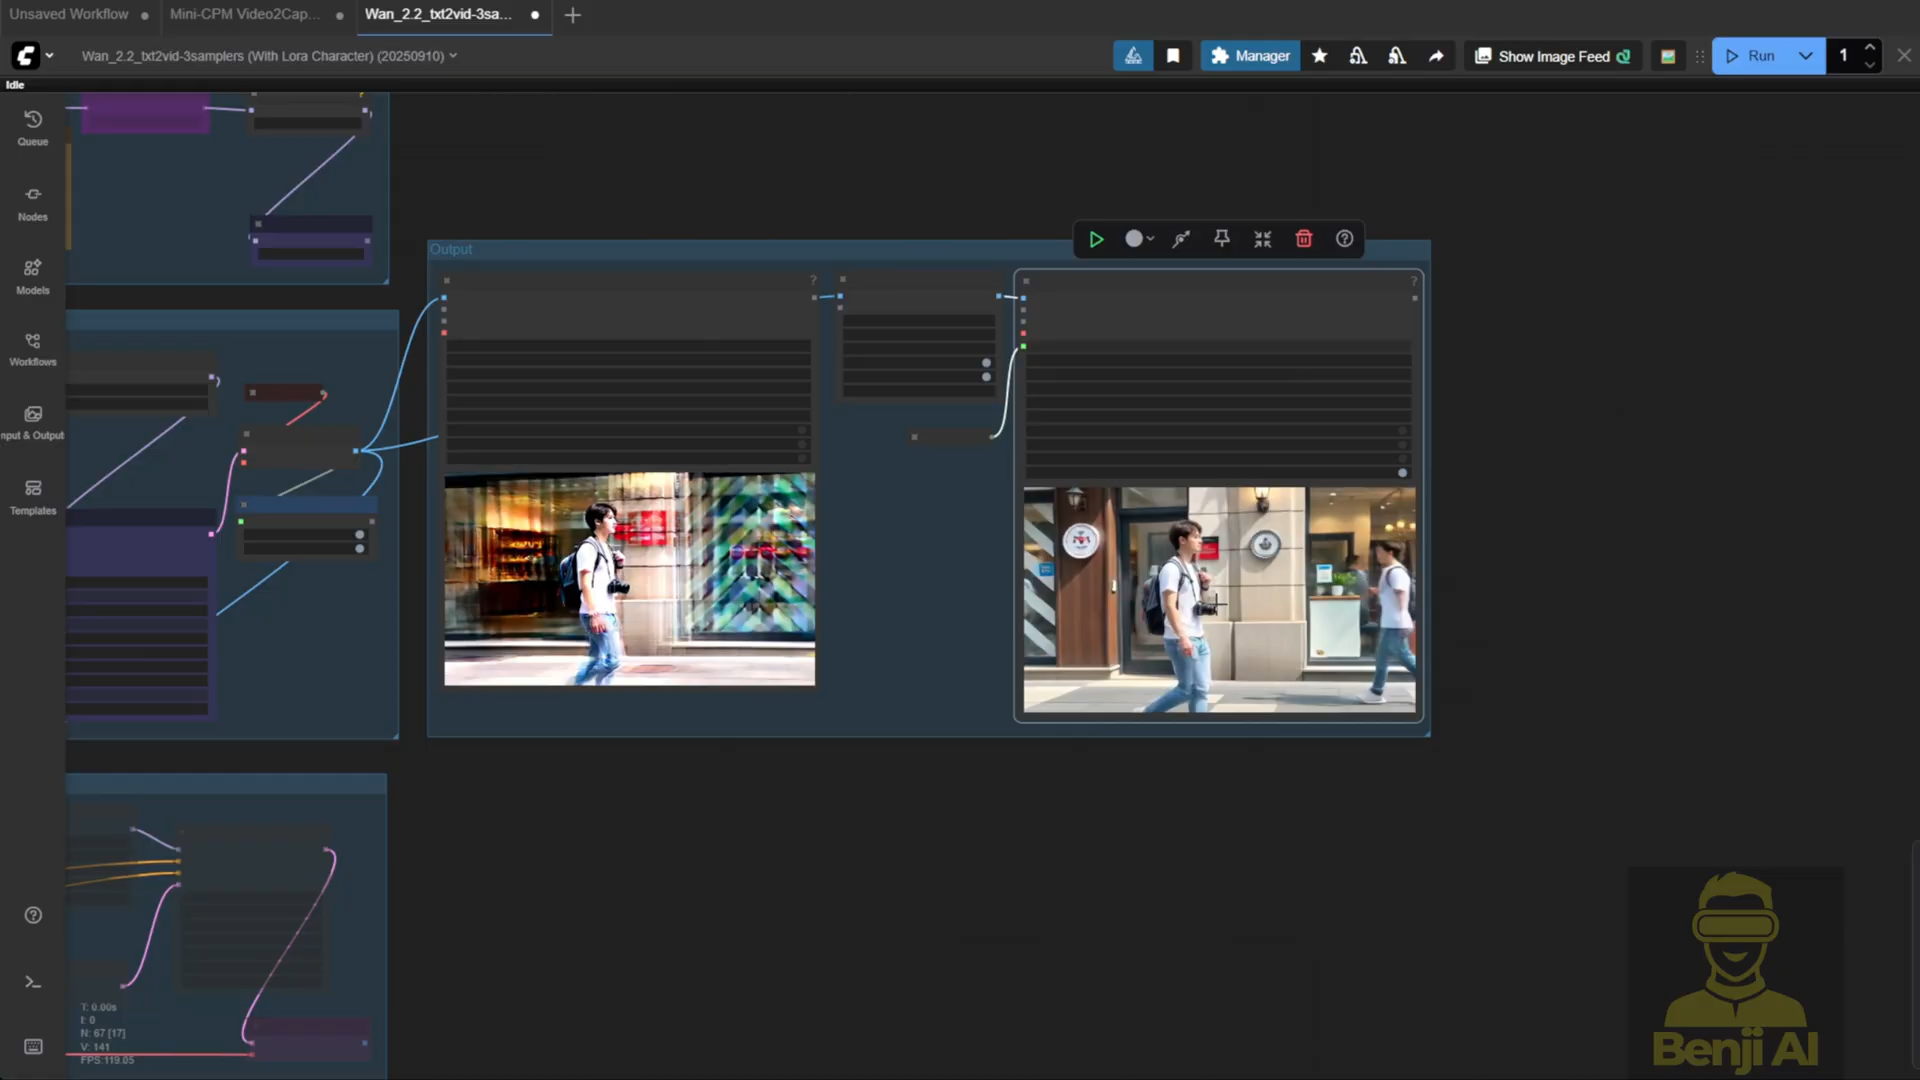 Unsaved Workflow
Mini-CPM Video2Cap...
Wan_2.2_txt2vid-3sa...
Wan_2.2_txt2vid-3samplers (With Lora Character) (20250910)
Manager
Show Image Feed
Run
1
Idle
Queue
Nodes
Models
Workflows
nput & Output
Templates
Output
T: 0.00s
I: 0
N: 67 [17]
V: 141
FPS:119.05
Benji AI